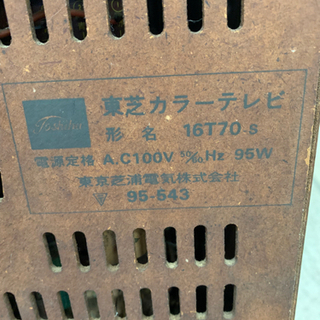 Toshiba
東芝カラーテレビ
形名 16T70-S
電源定格 A.C100V 50/60Hz 95W
東京芝浦電氣株式会社
95-543